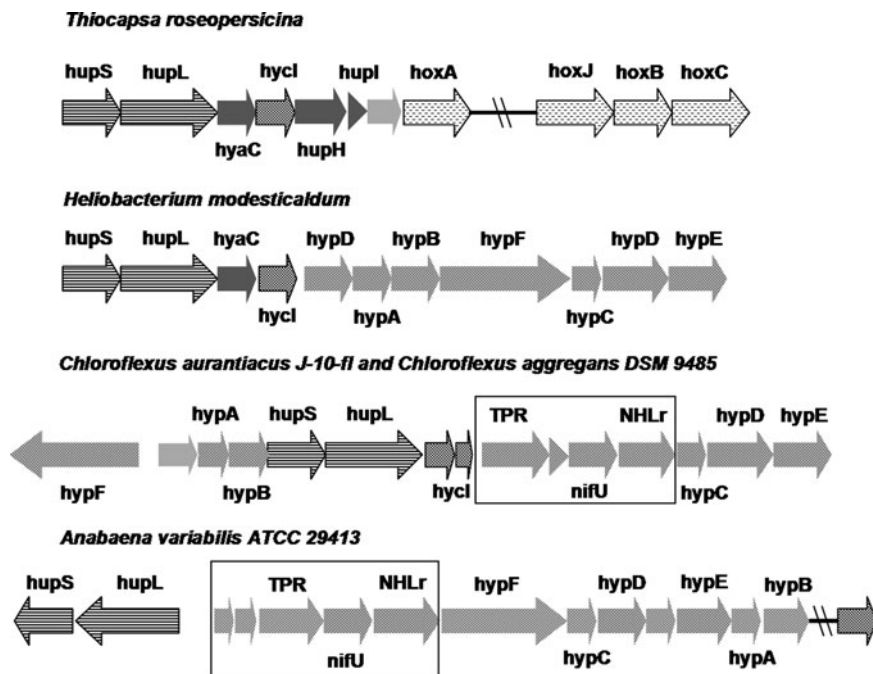 Thiocapsa roseopersicina
hupS hupL hycI hupI hoxA hoxJ hoxB hoxC
hyaC hupH
Heliobacterium modesticaldum
hupS hupL hyaC hypD hypB hypF hypD hypE
hycI hypA hypC
Chloroflexus aurantiacus J-10-fl and Chloroflexus aggregans DSM 9485
hypA hupS hupL TPR NHLr hypD hypE
hypF hypB hycI nifU hypC
Anabaena variabilis ATCC 29413
hupS hupL TPR NHLr hypF hypD hypE hypB
nifU hypC hypA